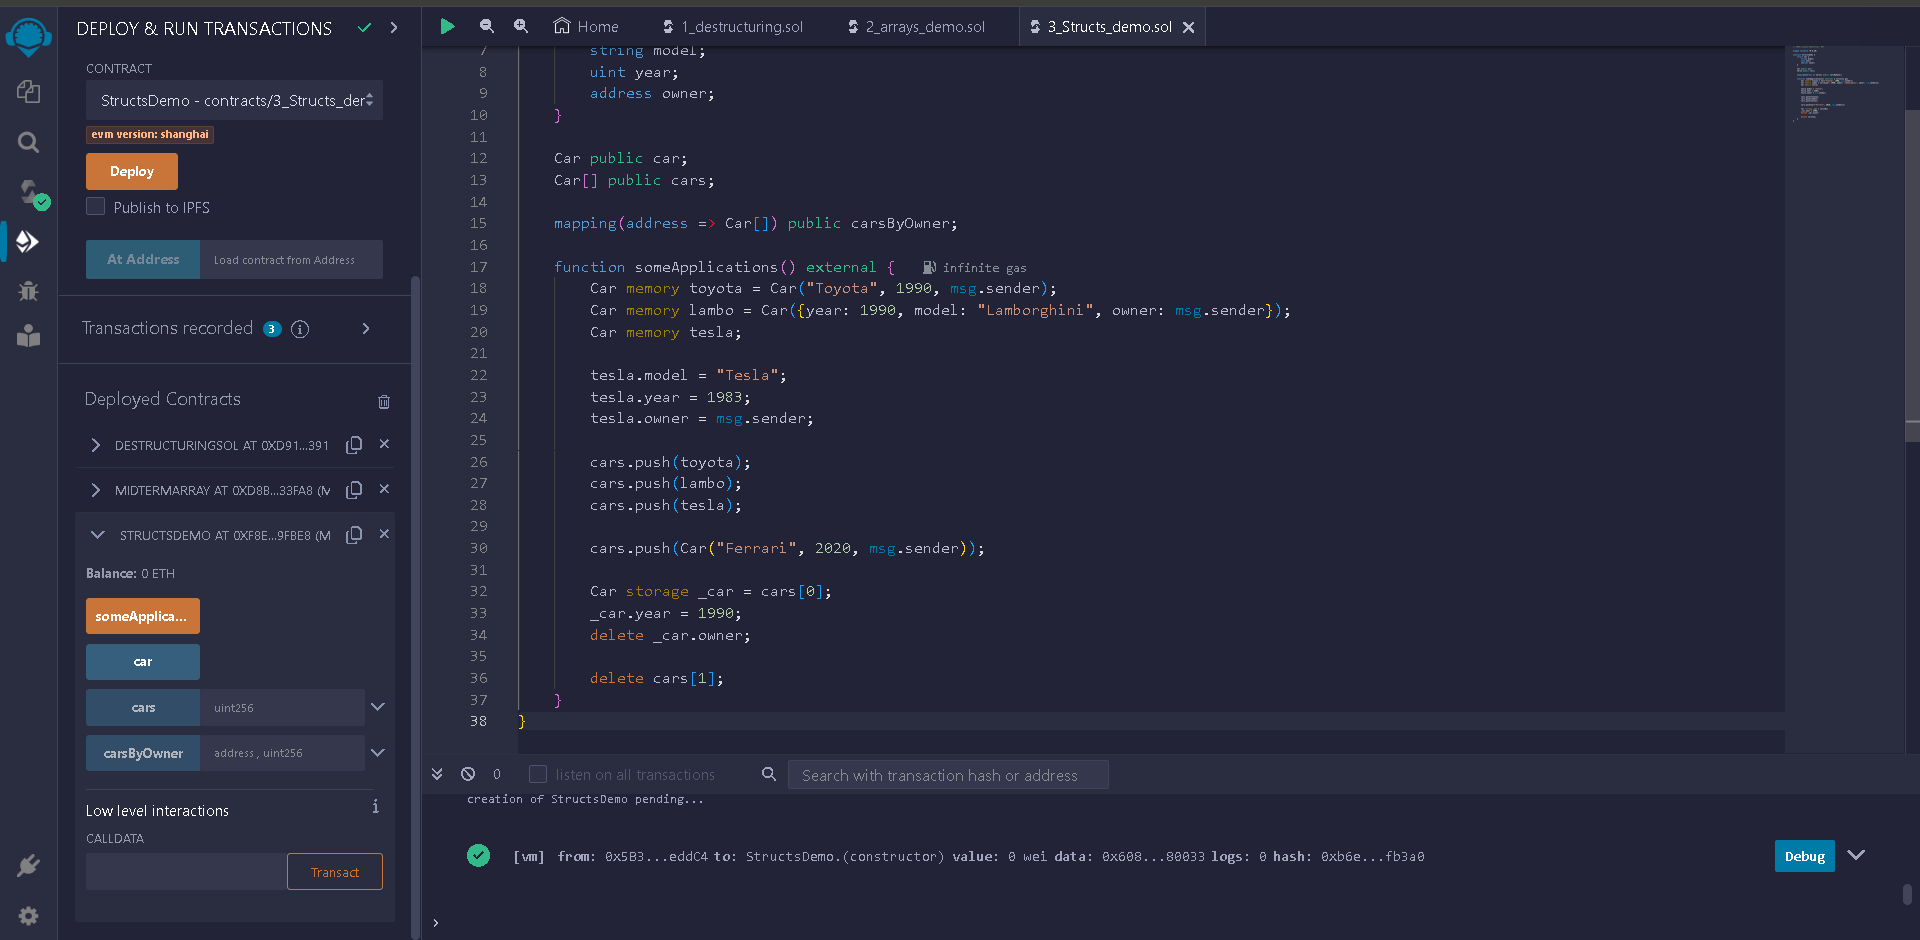 DEPLOY & RUN TRANSACTIONS
CONTRACT
StructsDemo - contracts/3_Structs_der
evm version: shanghai
Deploy
Publish to IPFS
At Address
Load contract from Address
Transactions recorded 3 i
Deployed Contracts
DESTRUCTURINGSOL AT 0XD91...391
MIDTERMARRAY AT 0XD8B...33FA8 (M
STRUCTSDEMO AT 0XF8E...9FBE8 (M
Balance: 0 ETH
someApplica...
car
cars uint256
carsByOwner address , uint256
Low level interactions i
CALLDATA
Transact
Home 1_destructuring.sol 2_arrays_demo.sol 3_Structs_demo.sol
7 string model;
8 uint year;
9 address owner;
10 }
11
12 Car public car;
13 Car[] public cars;
14
15 mapping(address => Car[]) public carsByOwner;
16
17 function someApplications() external { infinite gas
18 Car memory toyota = Car("Toyota", 1990, msg.sender);
19 Car memory lambo = Car({year: 1990, model: "Lamborghini", owner: msg.sender});
20 Car memory tesla;
21
22 tesla.model = "Tesla";
23 tesla.year = 1983;
24 tesla.owner = msg.sender;
25
26 cars.push(toyota);
27 cars.push(lambo);
28 cars.push(tesla);
29
30 cars.push(Car("Ferrari", 2020, msg.sender));
31
32 Car storage _car = cars[0];
33 _car.year = 1990;
34 delete _car.owner;
35
36 delete cars[1];
37 }
38 }
0 listen on all transactions Search with transaction hash or address
creation of StructsDemo pending...
[vm] from: 0x5B3...eddC4 to: StructsDemo.(constructor) value: 0 wei data: 0x608...80033 logs: 0 hash: 0xb6e...fb3a0
Debug
>